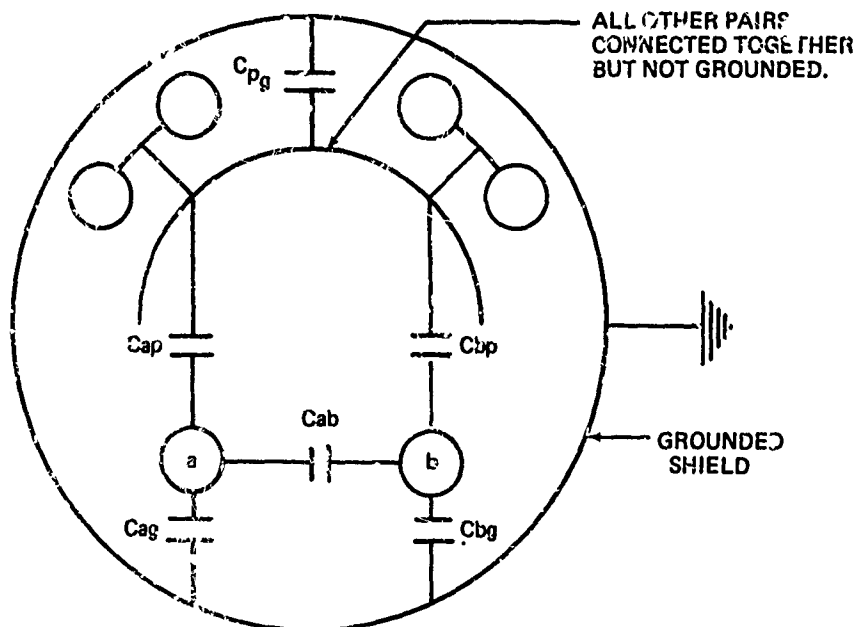 ALL OTHER PAIRS
CONNECTED TOGETHER
BUT NOT GROUNDED.
Cpg
Cap
Cbp
Cab
a
b
GROUNDED
SHIELD
Cag
Cbg